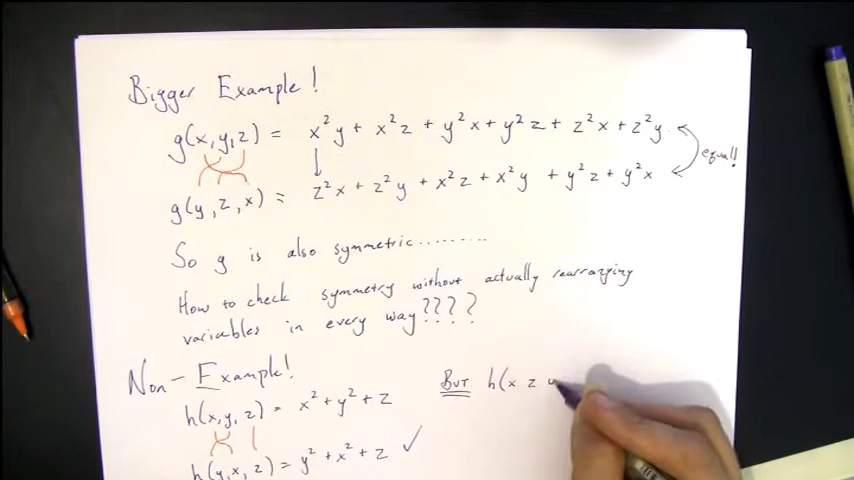 Bigger Example!
g(x,y,z) = x²y + x²z + y²x + y²z + z²x + z²y.
equal!
g(y,z,x) = z²x + z²y + x²z + x²y + y²z + y²x
So g is also symmetric.........
How to check symmetry without actually rearranging
variables in every way????
Non-Example!
h(x,y,z) = x² + y² + z
h(y,x,z) = y² + x² + z ✓
BUT h(x z y